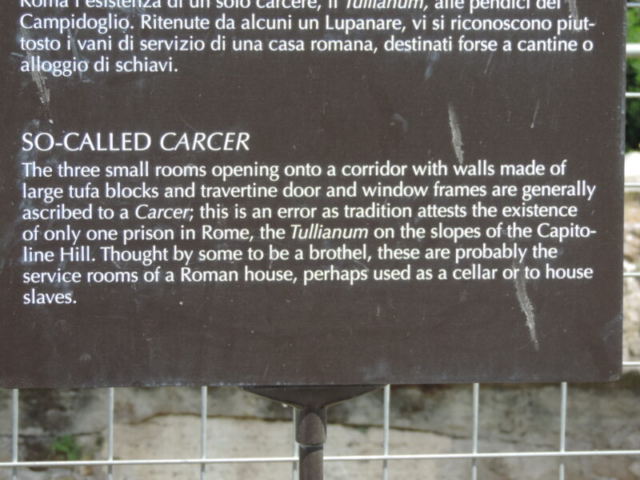 Roma l'esistenza di un solo carcere, il Tullianum, alle pendici del
Campidoglio. Ritenute da alcuni un Lupanare, vi si riconoscono piut-
tosto i vani di servizio di una casa romana, destinati forse a cantine o
alloggio di schiavi.
SO-CALLED CARCER
The three small rooms opening onto a corridor with walls made of
large tufa blocks and travertine door and window frames are generally
ascribed to a Carcer; this is an error as tradition attests the existence
of only one prison in Rome, the Tullianum on the slopes of the Capito-
line Hill. Thought by some to be a brothel, these are probably the
service rooms of a Roman house, perhaps used as a cellar or to house
slaves.